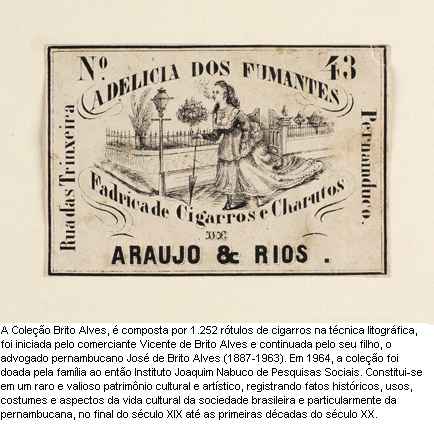 Nº 43
A DELICIA DOS FUMANTES
Rua das Trinxeira
Pernambuco.
Fabrica de Cigarros e Charutos
DE
ARAUJO & RIOS.
A Coleção Brito Alves, é composta por 1.252 rótulos de cigarros na técnica litográfica,
foi iniciada pelo comerciante Vicente de Brito Alves e continuada pelo seu filho, o
advogado pernambucano José de Brito Alves (1887-1963). Em 1964, a coleção foi
doada pela família ao então Instituto Joaquim Nabuco de Pesquisas Sociais. Constitui-se
em um raro e valioso patrimônio cultural e artístico, registrando fatos históricos, usos,
costumes e aspectos da vida cultural da sociedade brasileira e particularmente da
pernambucana, no final do século XIX até as primeiras décadas do século XX.